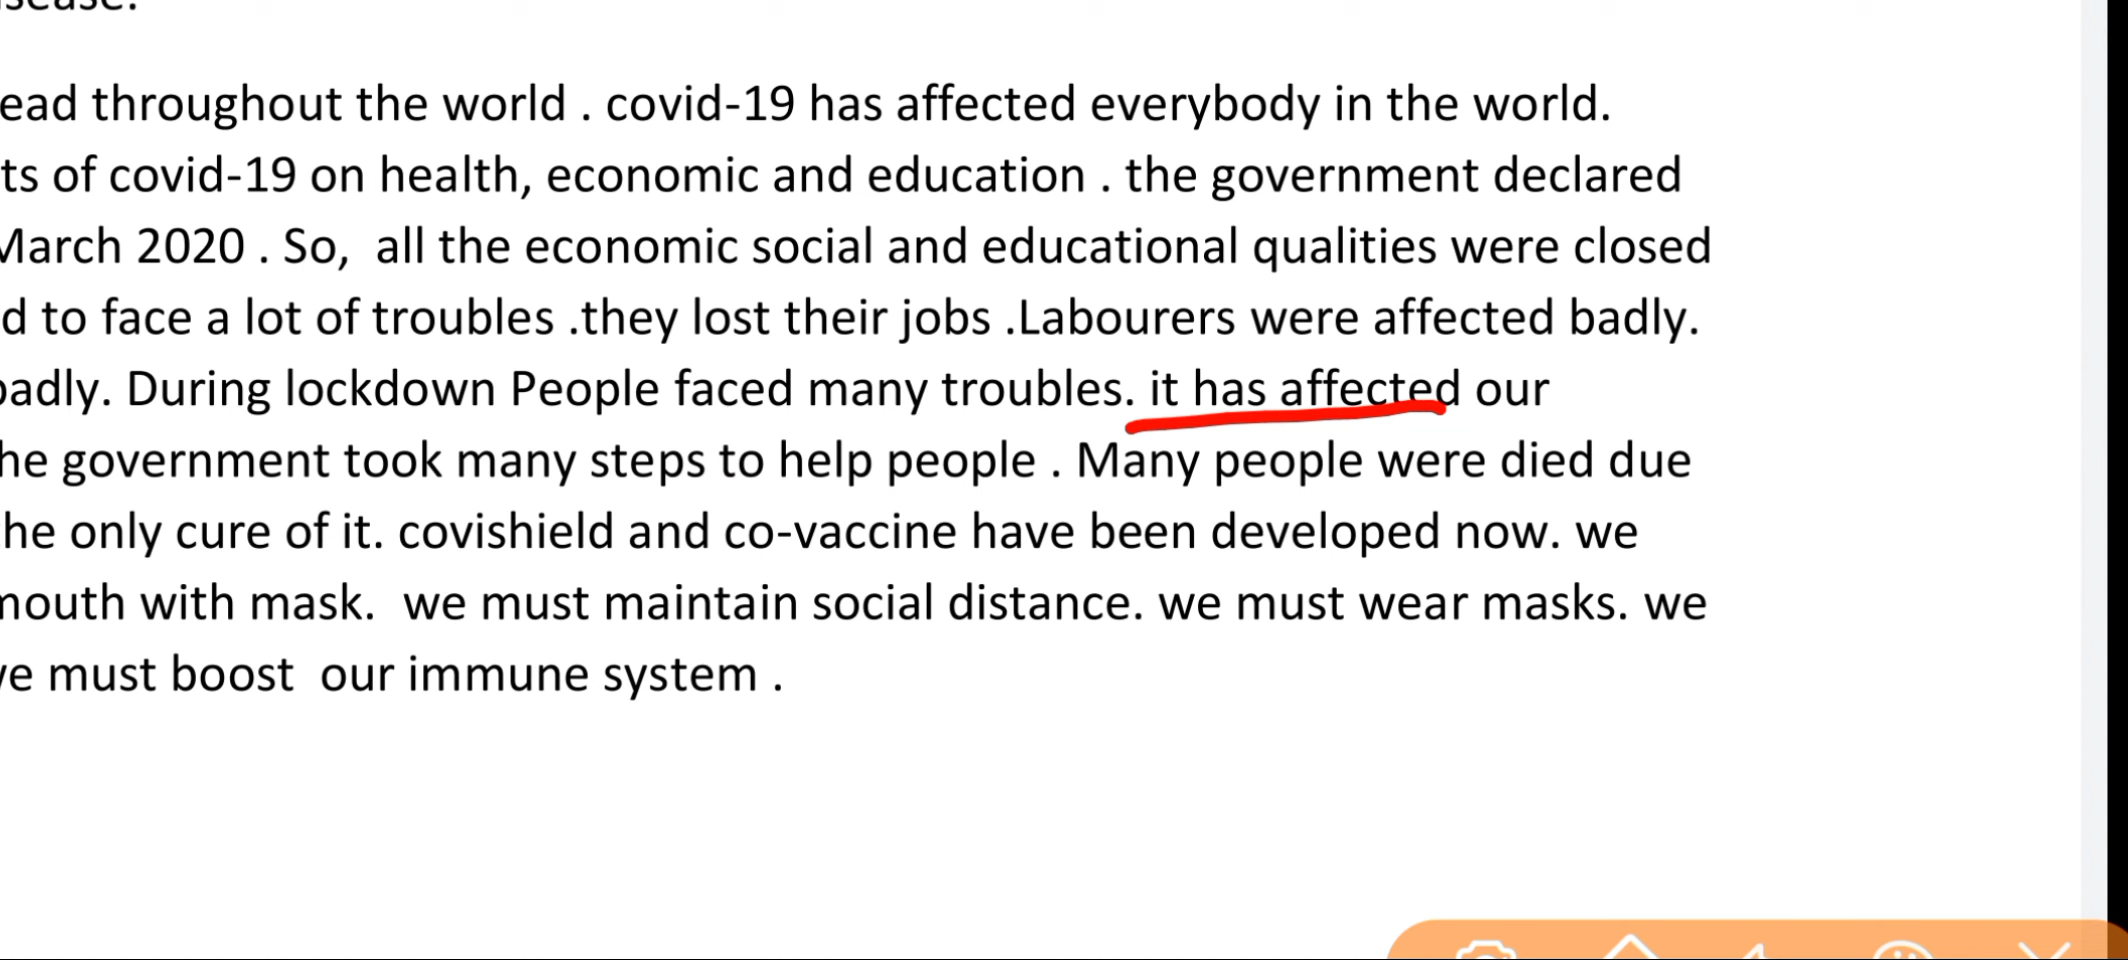 ead throughout the world . covid-19 has affected everybody in the world.
ts of covid-19 on health, economic and education . the government declared
March 2020 . So,  all the economic social and educational qualities were closed
d to face a lot of troubles .they lost their jobs .Labourers were affected badly.
badly. During lockdown People faced many troubles. it has affected our
he government took many steps to help people . Many people were died due
he only cure of it. covishield and co-vaccine have been developed now. we
mouth with mask.  we must maintain social distance. we must wear masks. we
ve must boost  our immune system .